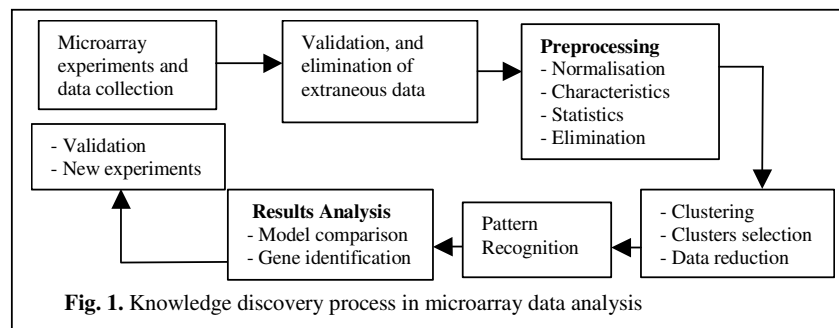 Microarray
experiments and
data collection
Validation, and
elimination of
extraneous data
Preprocessing
- Normalisation
- Characteristics
- Statistics
- Elimination
- Clustering
- Clusters selection
- Data reduction
Pattern
Recognition
Results Analysis
- Model comparison
- Gene identification
- Validation
- New experiments
Fig. 1. Knowledge discovery process in microarray data analysis